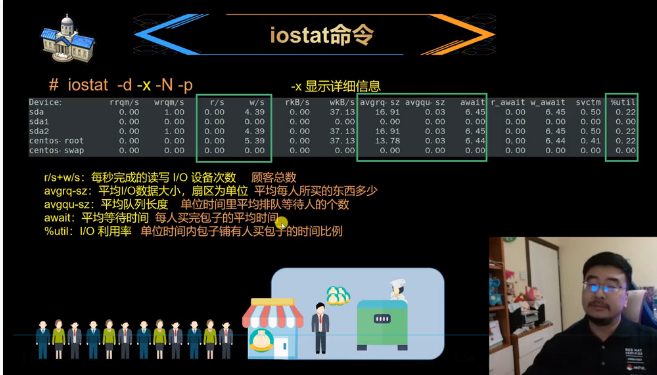 iostat命令
# iostat -d -x -N -p
-x 显示详细信息
Device: rrqm/s wrqm/s r/s w/s rkB/s wkB/s avgrq-sz avgqu-sz await r_await w_await svctm %util
sda 0.00 1.00 0.00 4.39 0.00 37.13 16.91 0.03 6.45 0.00 6.45 0.50 0.22
sda1 0.00 0.00 0.00 0.00 0.00 0.00 0.00 0.00 0.00 0.00 0.00 0.00 0.00
sda2 0.00 1.00 0.00 4.39 0.00 37.13 16.91 0.03 6.45 0.00 6.45 0.50 0.22
centos-root 0.00 0.00 0.00 5.39 0.00 37.13 13.78 0.03 6.44 0.00 6.44 0.41 0.22
centos-swap 0.00 0.00 0.00 0.00 0.00 0.00 0.00 0.00 0.00 0.00 0.00 0.00 0.00
r/s+w/s：每秒完成的读写 I/O 设备次数 顾客总数
avgrq-sz：平均I/O数据大小，扇区为单位 平均每人所买的东西多少
avgqu-sz：平均队列长度 单位时间里平均排队等待人的个数
await：平均等待时间 每人买完包子的平均时间
%util：I/O 利用率 单位时间内包子铺有人买包子的时间比例